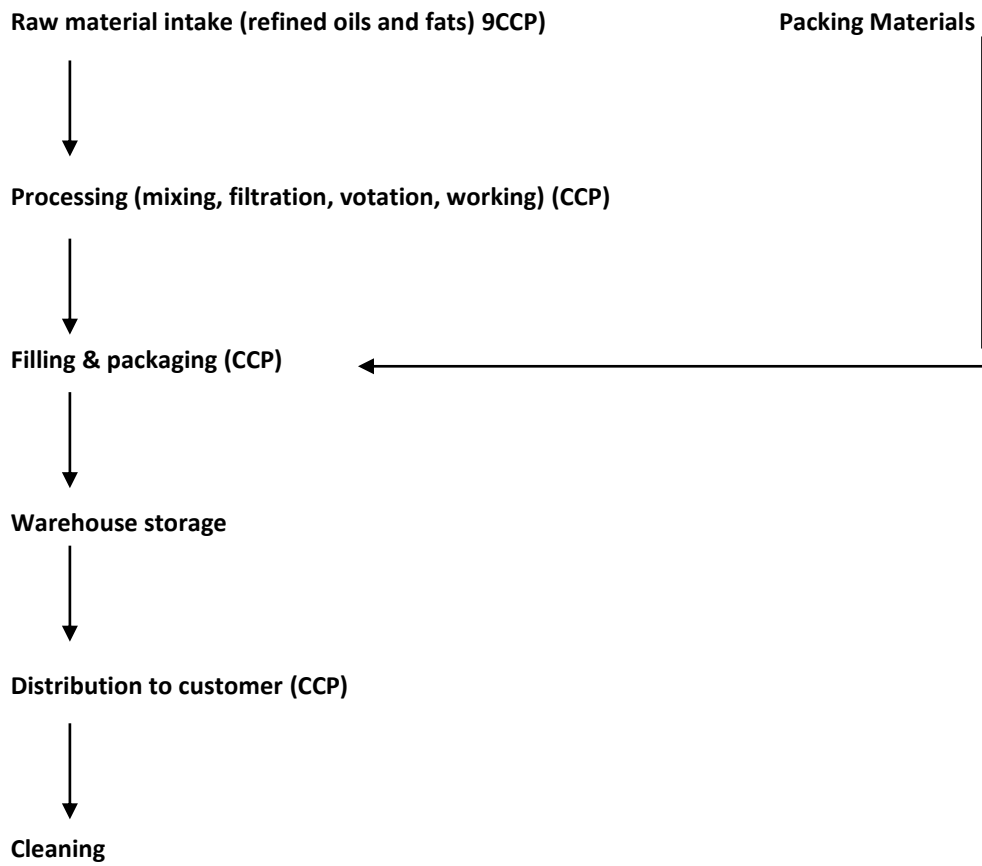 Raw material intake (refined oils and fats) 9CCP)
Packing Materials
Processing (mixing, filtration, votation, working) (CCP)
Filling & packaging (CCP)
Warehouse storage
Distribution to customer (CCP)
Cleaning